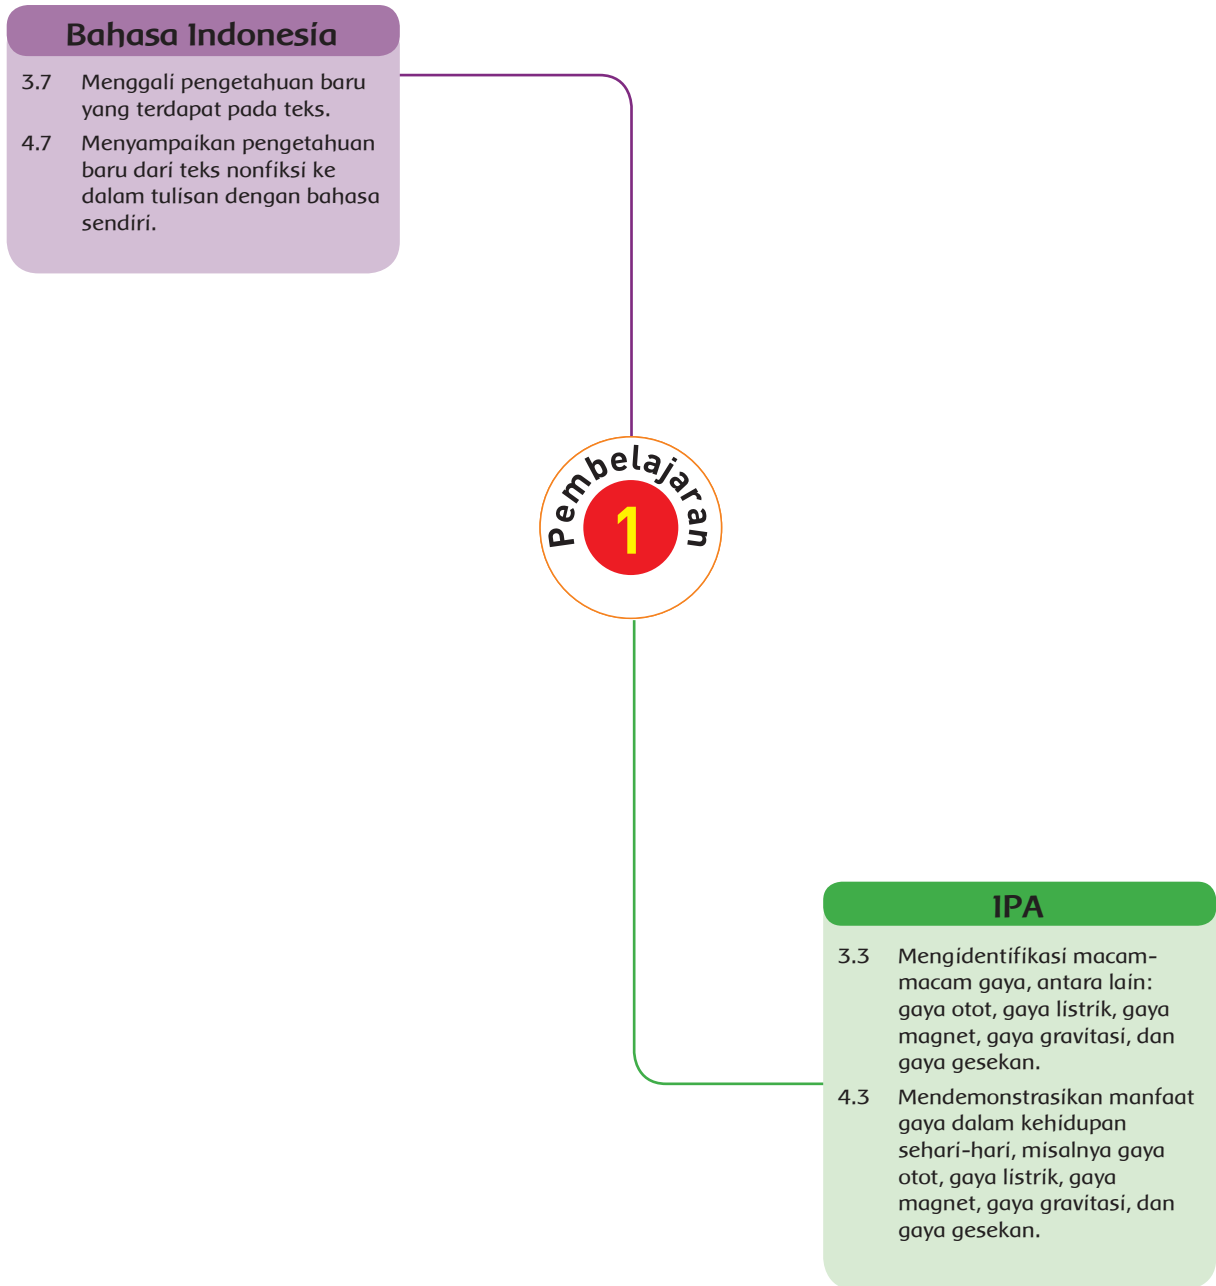 Bahasa Indonesia
3.7 Menggali pengetahuan baru
yang terdapat pada teks.
4.7 Menyampaikan pengetahuan
baru dari teks nonfiksi ke
dalam tulisan dengan bahasa
sendiri.
Pembelajaran
1
IPA
3.3 Mengidentifikasi macam-
macam gaya, antara lain:
gaya otot, gaya listrik, gaya
magnet, gaya gravitasi, dan
gaya gesekan.
4.3 Mendemonstrasikan manfaat
gaya dalam kehidupan
sehari-hari, misalnya gaya
otot, gaya listrik, gaya
magnet, gaya gravitasi, dan
gaya gesekan.